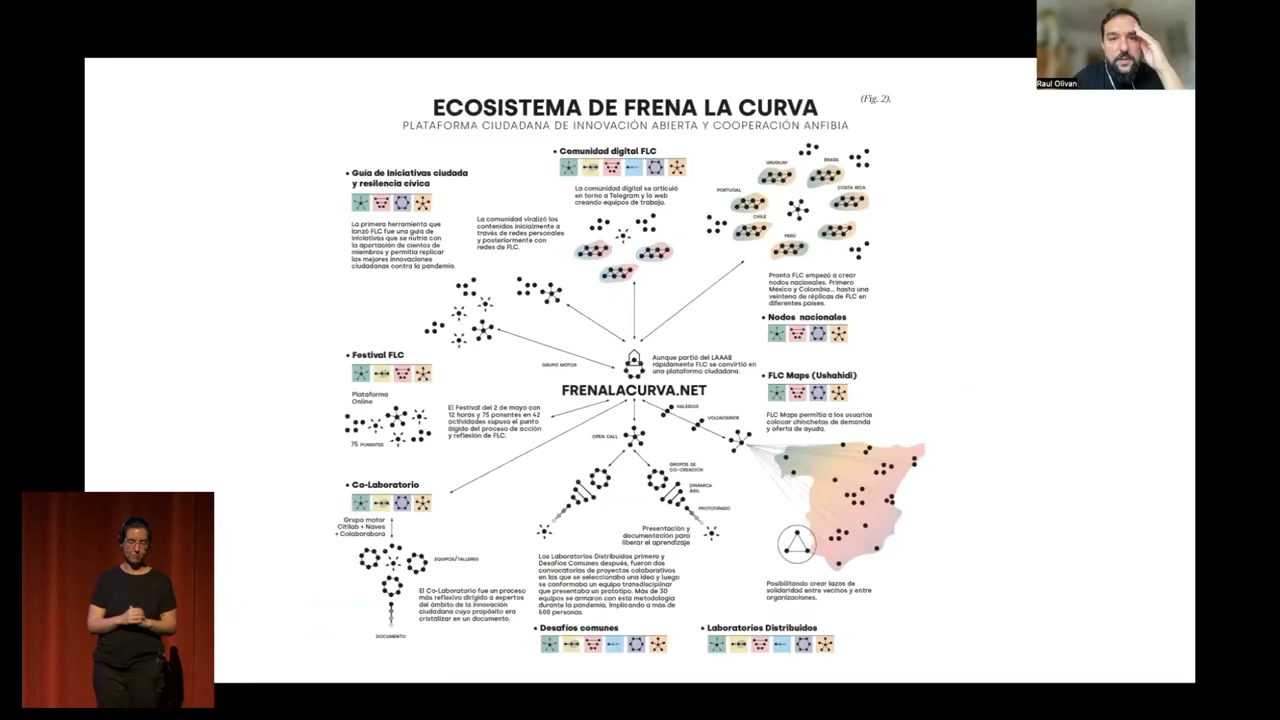 Raul Olivan
(Fig. 2).
ECOSISTEMA DE FRENA LA CURVA
PLATAFORMA CIUDADANA DE INNOVACIÓN ABIERTA Y COOPERACIÓN ANFIBIA
• Guía de Iniciativas ciudada
y resilencia cívica
La primera herramienta que
lanzó FLC fue una guía de
iniciativas que se nutría con
la aportación de cientos de
miembros y permitía replicar
las mejores innovaciones
ciudadanas contra la pandemia.
• Comunidad digital FLC
La comunidad digital se articuló
en torno a Telegram y la web
creando equipos de trabajo.
La comunidad viralizó los
contenidos inicialmente a
través de redes personales
y posteriormente con
redes de FLC.
URUGUAY
BRASIL
PORTUGAL
COSTA RICA
CHILE
PERÚ
Pronto FLC empezó a crear
nodos nacionales. Primero
México y Colombia... hasta una
veintena de réplicas de FLC en
diferentes países.
• Nodos nacionales
• Festival FLC
Plataforma
Online
75 PONENTES
El Festival del 2 de mayo con
12 horas y 75 ponentes en 42
actividades supuso el punto
álgido del proceso de acción
y reflexión de FLC.
GRUPO MOTOR
Aunque partió del LAAAB
rápidamente FLC se convirtió en
una plataforma ciudadana.
FRENALACURVA.NET
• FLC Maps (Ushahidi)
FLC Maps permitía a los usuarios
colocar chinchetas de demanda
y oferta de ayuda.
KALEIDOS
VOLUNTARIOS
OPEN CALL
GRUPOS DE
CO-CREACIÓN
DINÁMICA
ÁGIL
PROTOTIPADO
Presentación y
documentación para
liberar el aprendizaje
• Co-Laboratorio
Grupo motor
Citilab + Naves
+ Colaborabora
EQUIPOS/TALLERES
El Co-Laboratorio fue un proceso
más reflexivo dirigido a expertos
del ámbito de la innovación
ciudadana cuyo propósito era
cristalizar en un documento.
DOCUMENTO
Los Laboratorios Distribuidos primero y
Desafíos Comunes después, fueron dos
convocatorias de proyectos colaborativos
en las que se seleccionaba una idea y luego
se conformaba un equipo transdisciplinar
que presentaba un prototipo. Más de 30
equipos se armaron con esta metodología
durante la pandemia, implicando a más de
500 personas.
• Desafíos comunes
• Laboratorios Distribuidos
Posibilitando crear lazos de
solidaridad entre vecinos y entre
organizaciones.